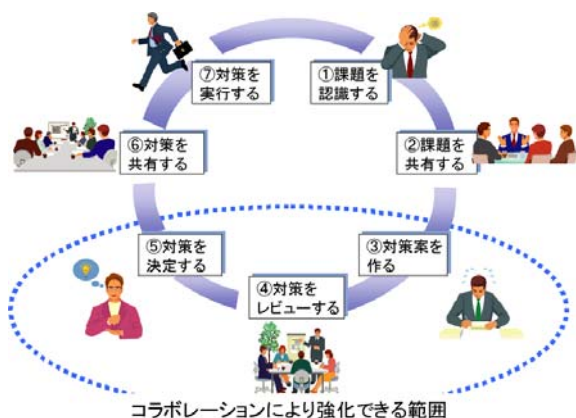 ①課題を
認識する
②課題を
共有する
③対策案を
作る
④対策を
レビューする
⑤対策を
決定する
⑥対策を
共有する
⑦対策を
実行する
コラボレーションにより強化できる範囲